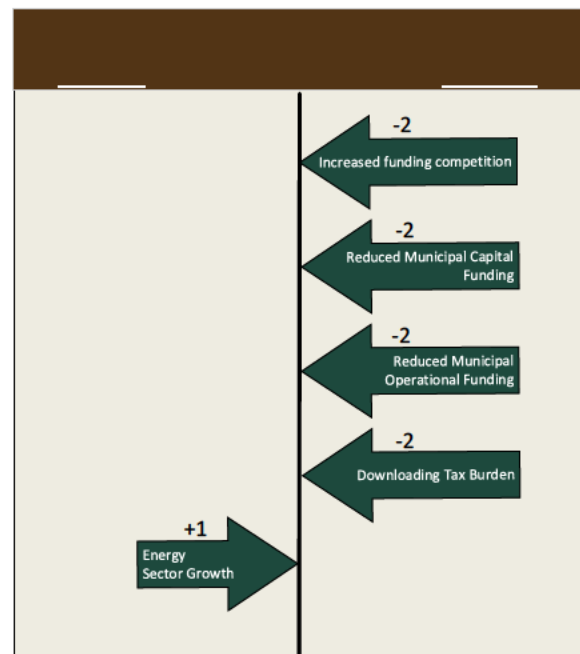 -2
Increased funding competition
-2
Reduced Municipal Capital
Funding
-2
Reduced Municipal
Operational Funding
-2
Downloading Tax Burden
+1
Energy
Sector Growth